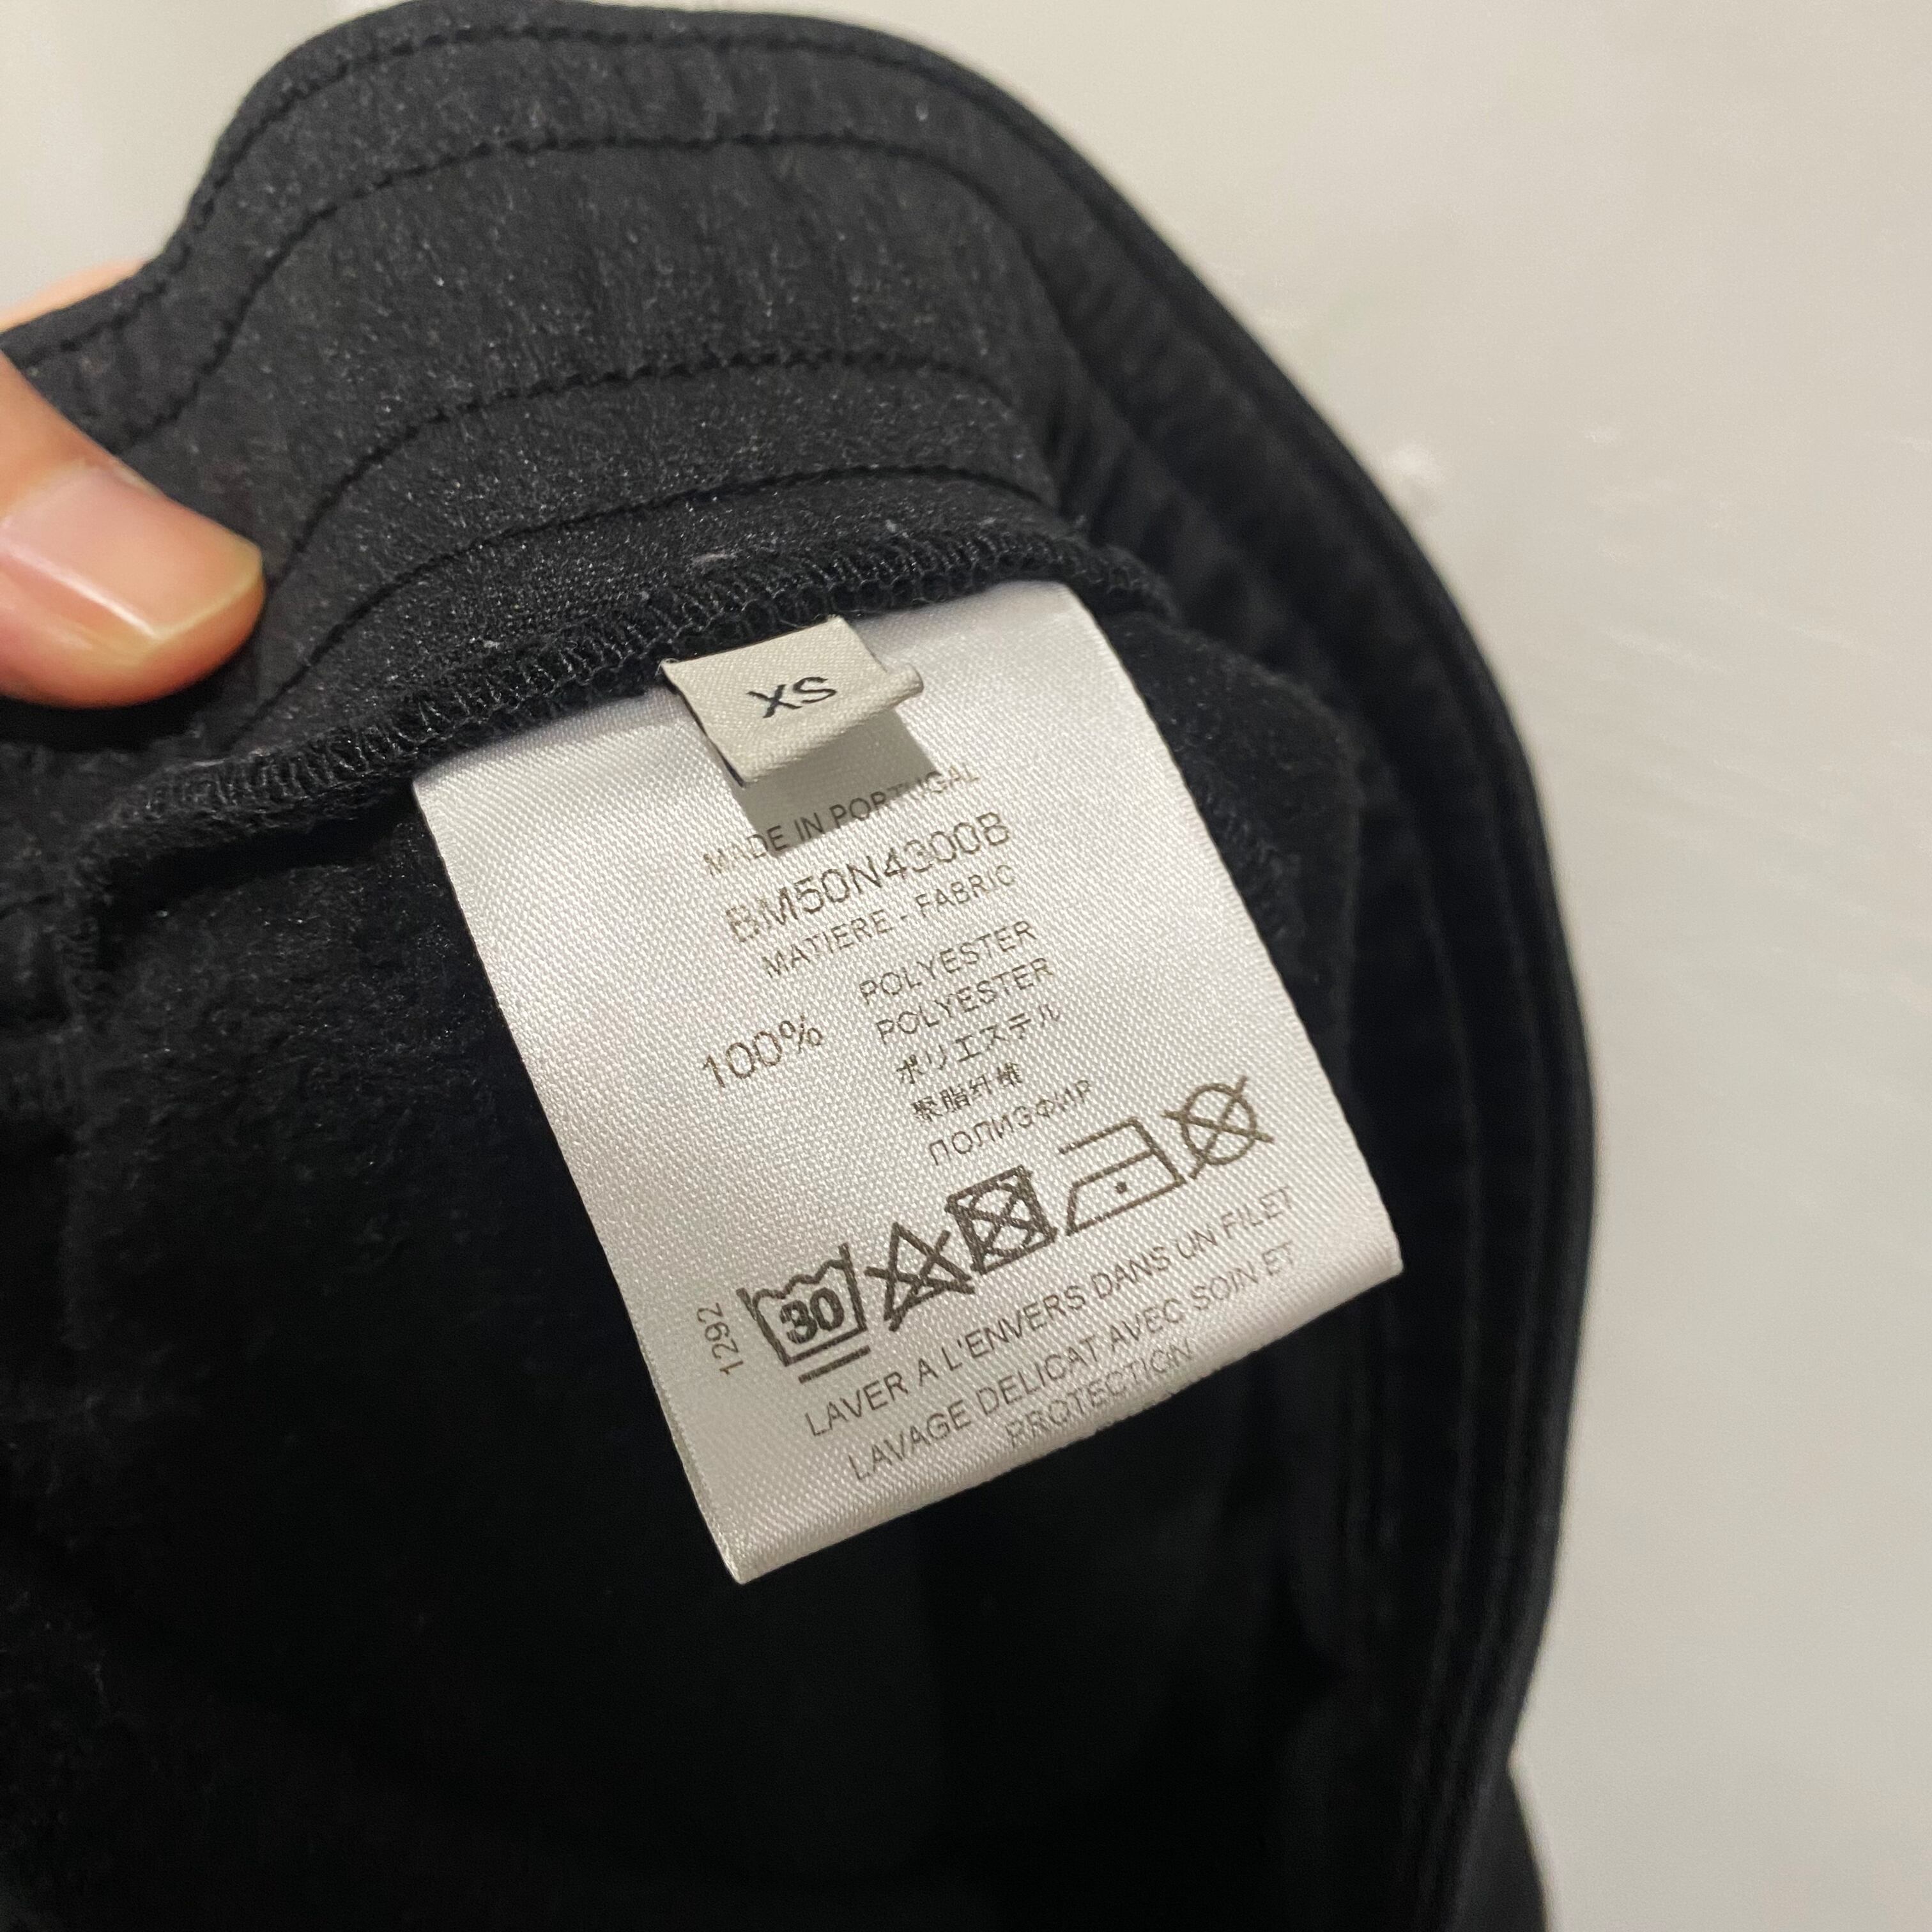 XS
MADE IN PORTUGAL
BM50N4300B
MATIERE - FABRIC
100%
POLYESTER
POLYESTER
ポリエステル
聚脂纤维
ПОЛИЭФИР
30
1292
LAVER A L'ENVERS DANS UN FILET
LAVAGE DELICAT AVEC SOIN ET
PROTECTION